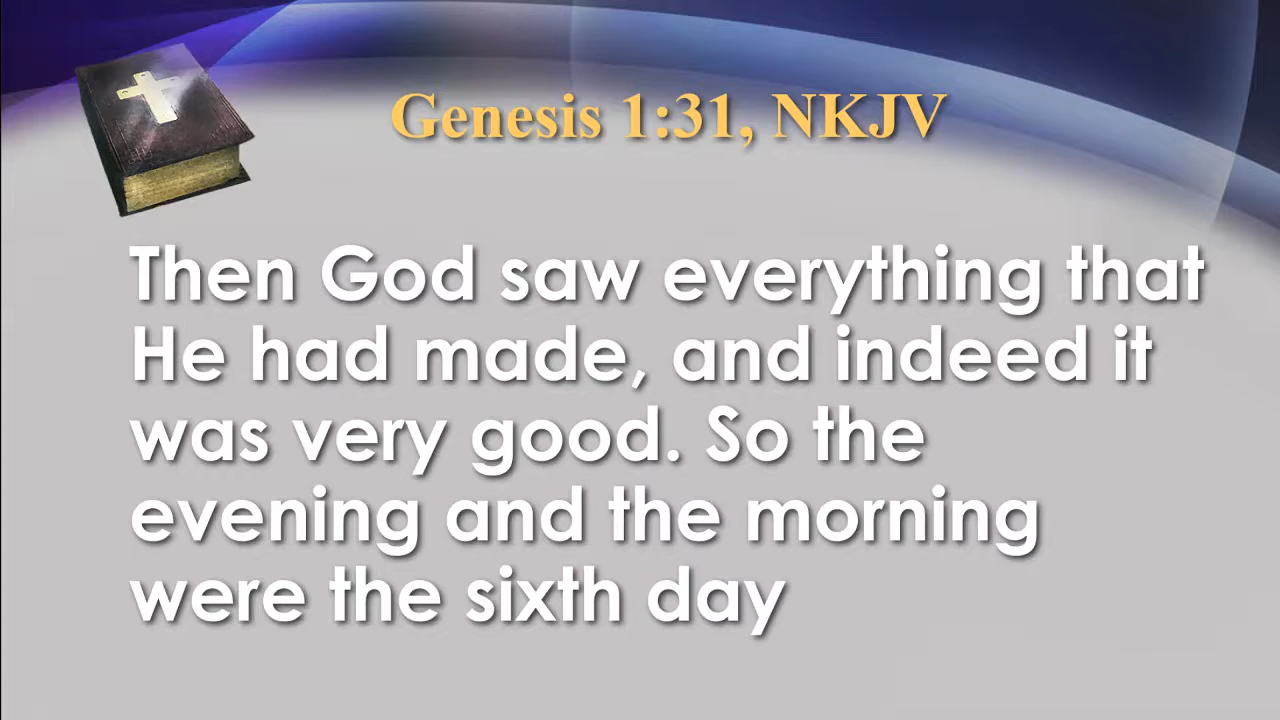 Genesis 1:31, NKJV
Then God saw everything that
He had made, and indeed it
was very good. So the
evening and the morning
were the sixth day